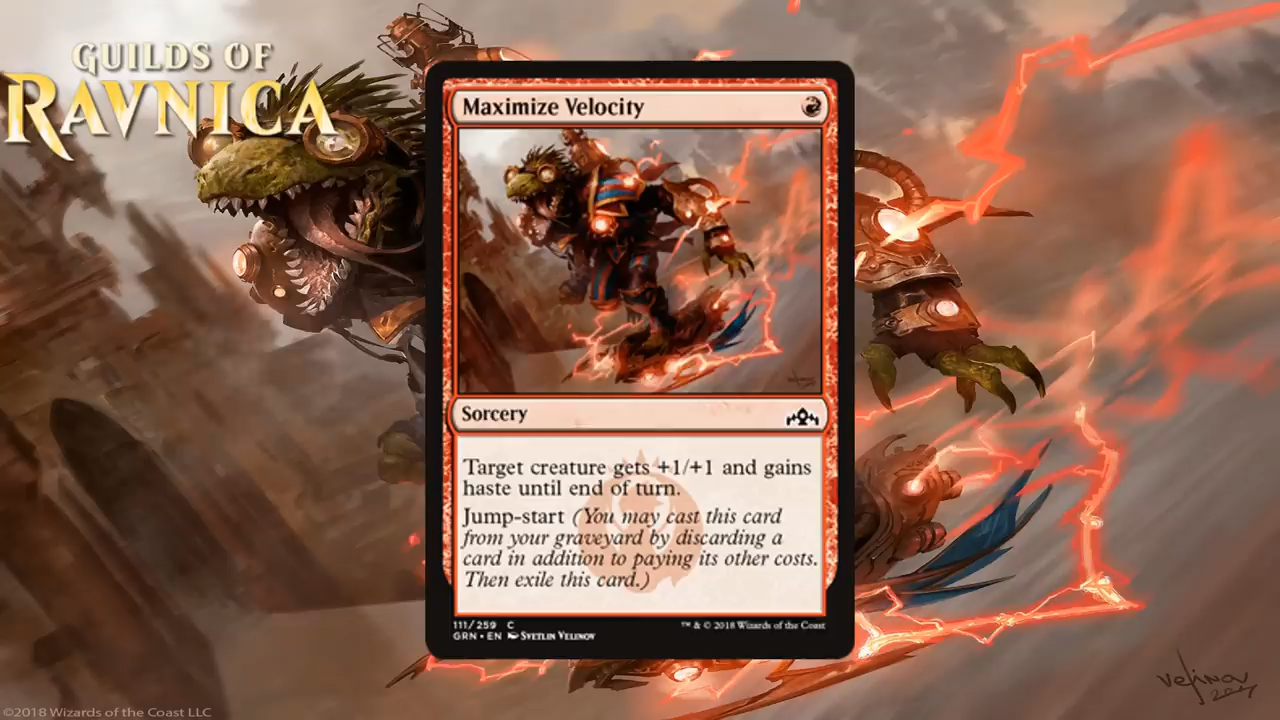 GUILDS OF
RAVNICA
Maximize Velocity
Sorcery
Target creature gets +1/+1 and gains
haste until end of turn.
Jump-start (You may cast this card
from your graveyard by discarding a
card in addition to paying its other costs.
Then exile this card.)
111/259 C
GRN • EN Svetlin Velinov
™ & © 2018 Wizards of the Coast
Velinov
2017
©2018 Wizards of the Coast LLC